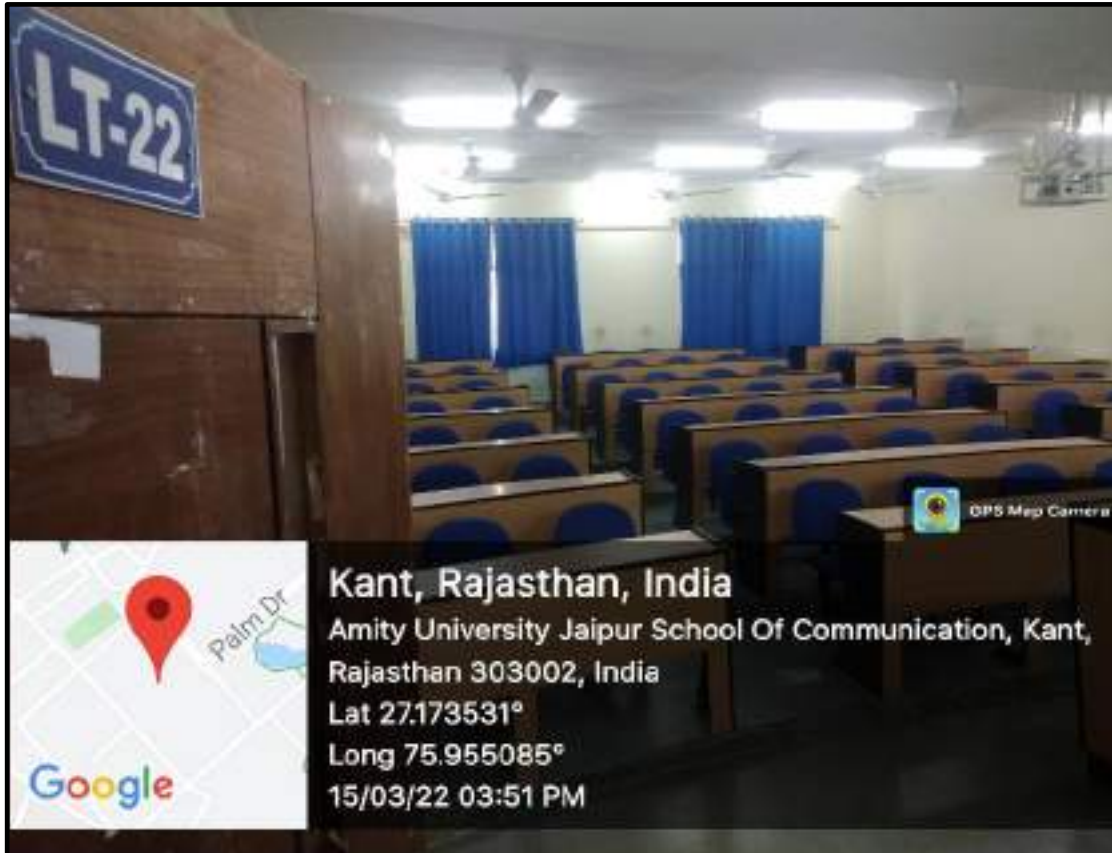 LT-22
GPS Map Camera
Palm Dr
Google
Kant, Rajasthan, India
Amity University Jaipur School Of Communication, Kant,
Rajasthan 303002, India
Lat 27.173531°
Long 75.955085°
15/03/22 03:51 PM